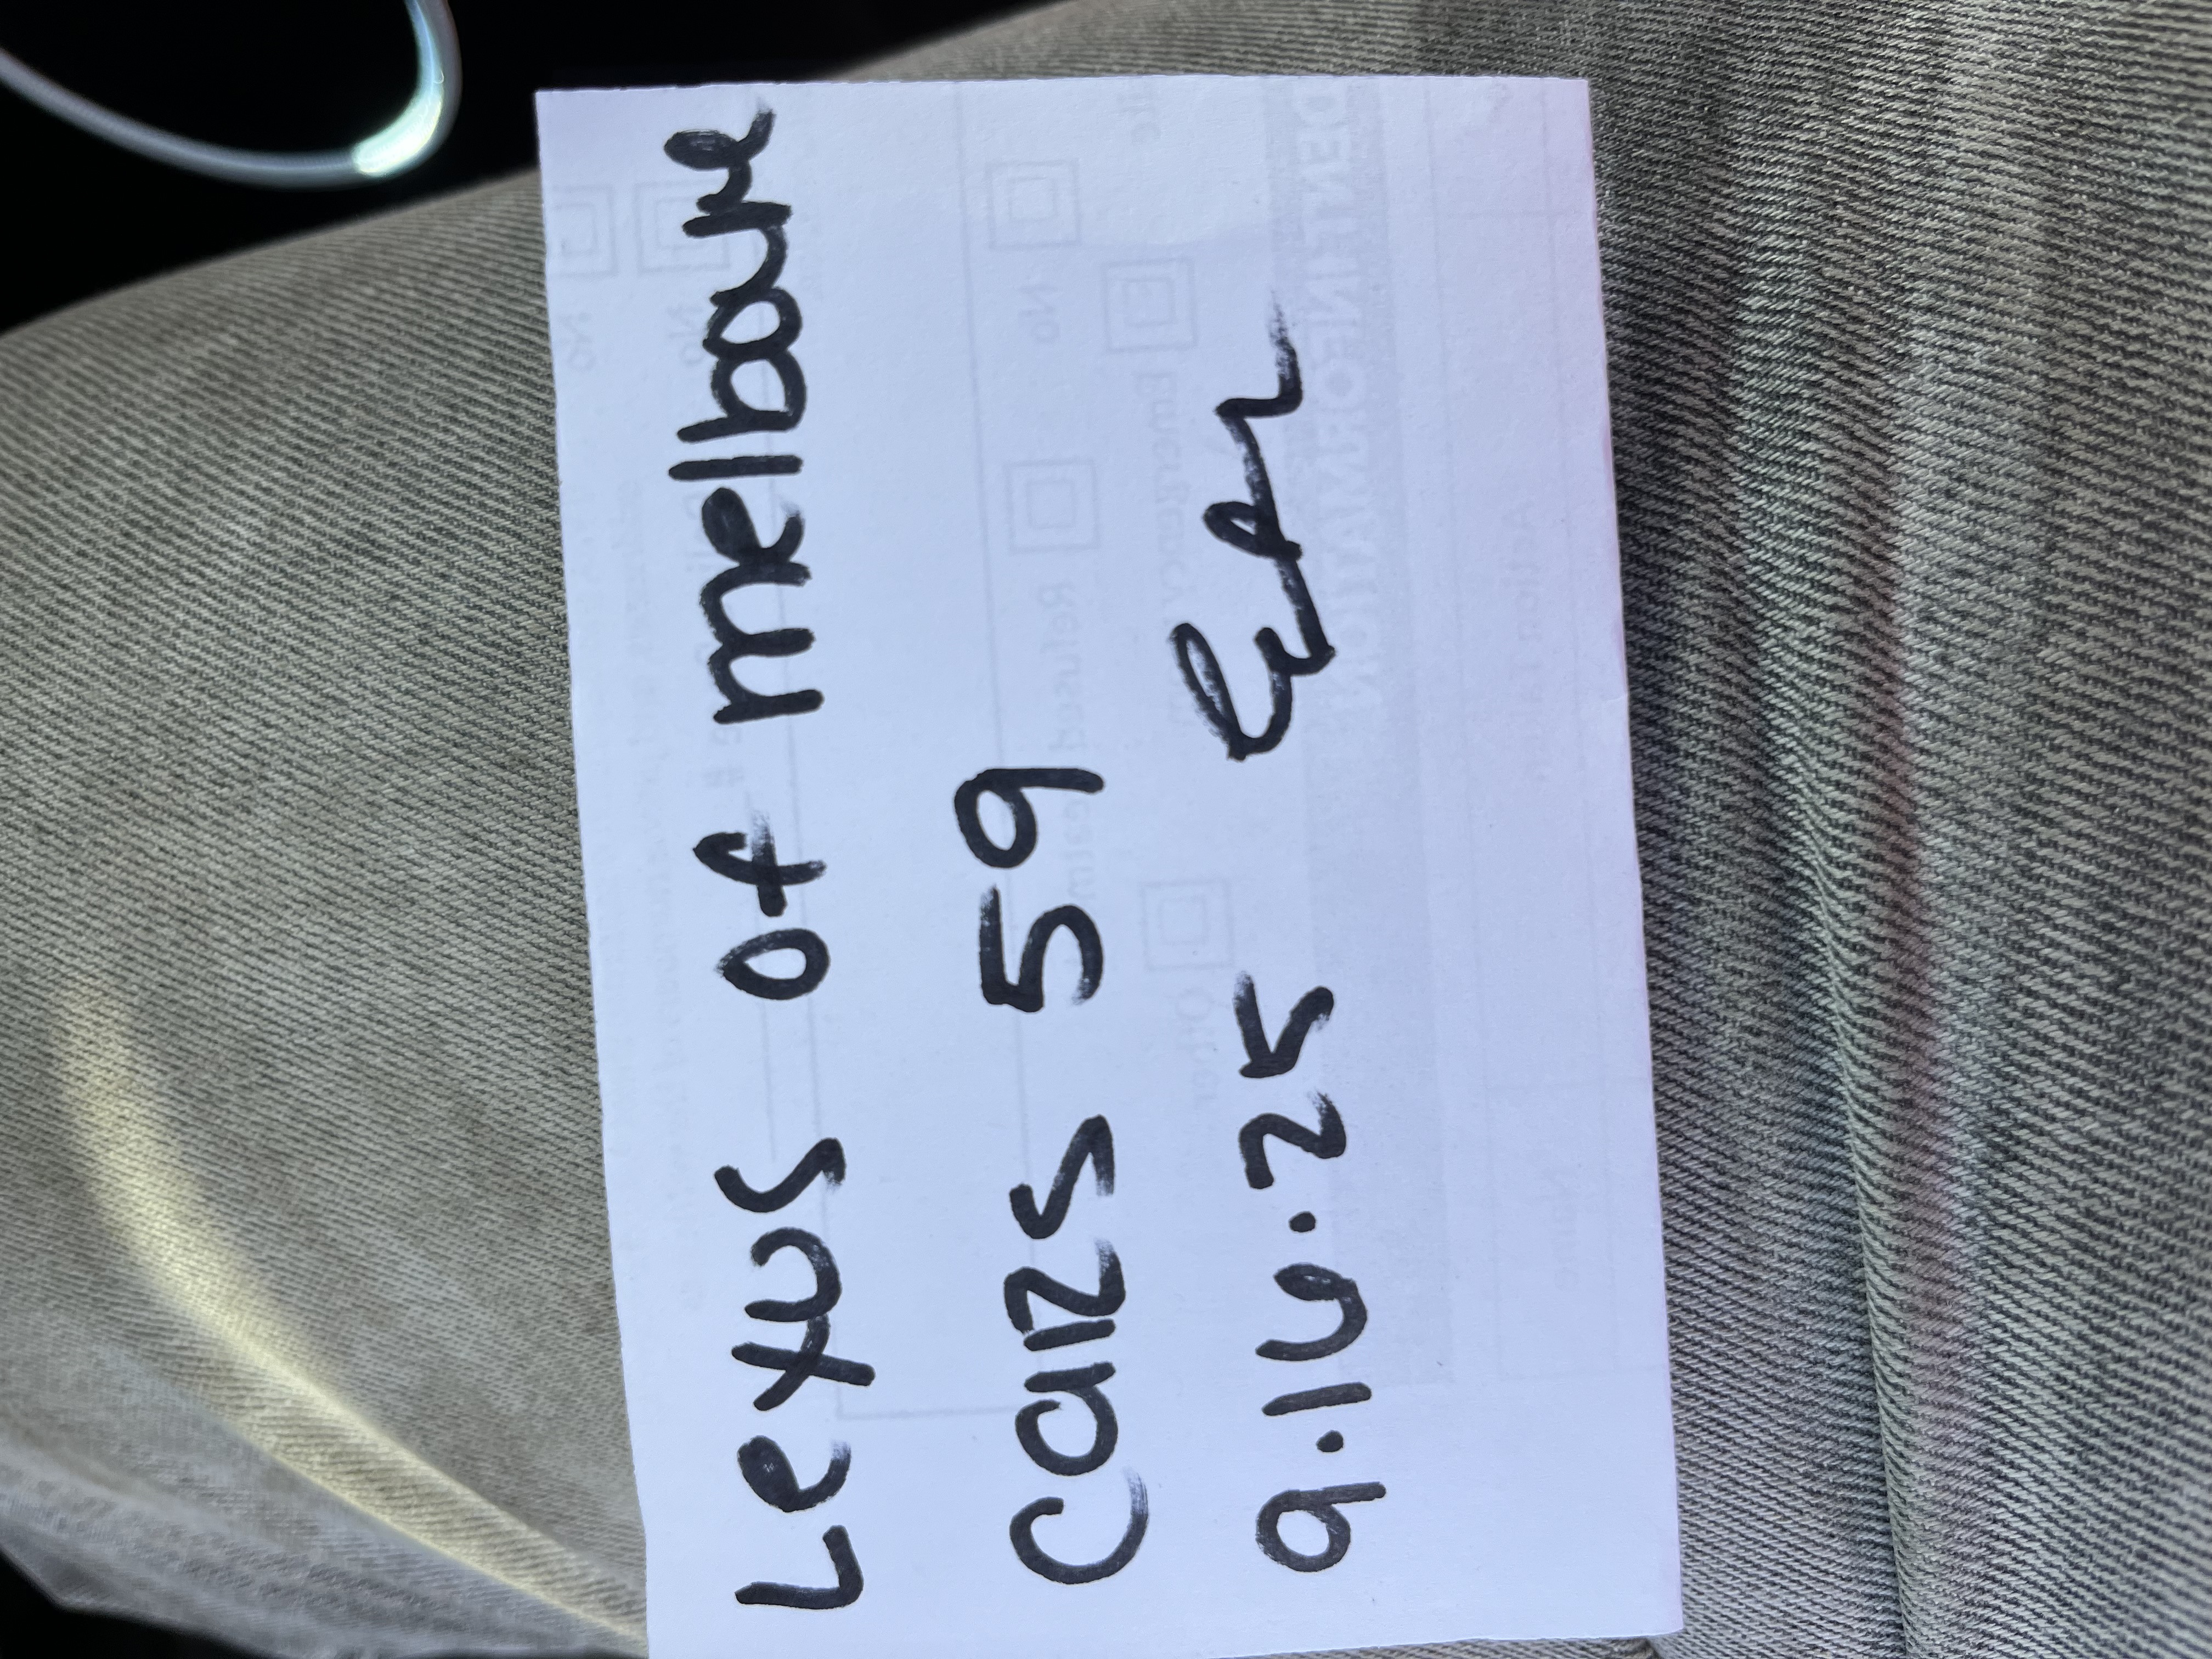 Lexus of melbourne
Cars 59
9.16.25